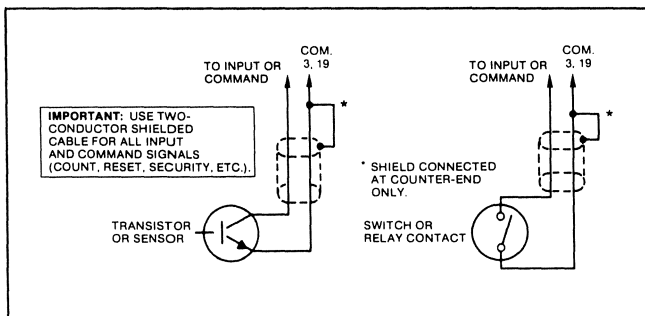 TO INPUT OR
COMMAND
COM.
3, 19
*
IMPORTANT: USE TWO-
CONDUCTOR SHIELDED
CABLE FOR ALL INPUT
AND COMMAND SIGNALS
(COUNT, RESET, SECURITY, ETC.).
TRANSISTOR
OR SENSOR
TO INPUT OR
COMMAND
COM.
3, 19
*
* SHIELD CONNECTED
AT COUNTER-END
ONLY.
SWITCH OR
RELAY CONTACT